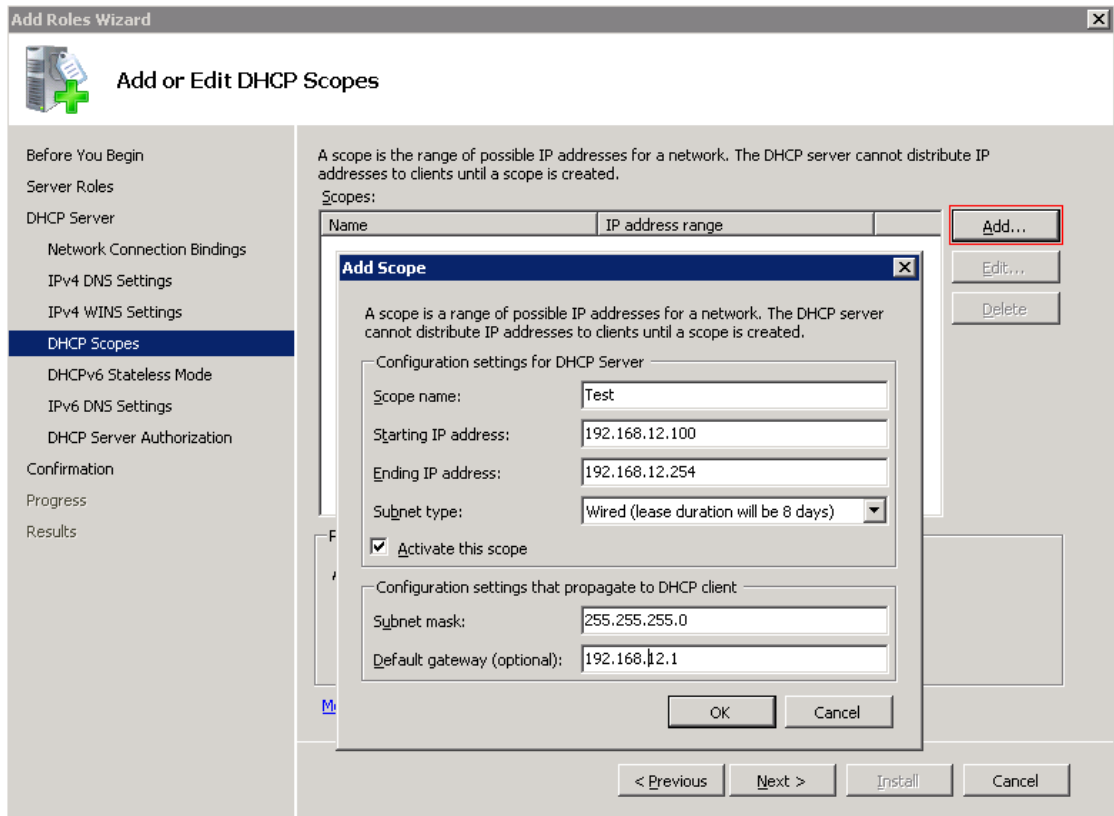 Add Roles Wizard
Add or Edit DHCP Scopes
Before You Begin
Server Roles
DHCP Server
Network Connection Bindings
IPv4 DNS Settings
IPv4 WINS Settings
DHCP Scopes
DHCPv6 Stateless Mode
IPv6 DNS Settings
DHCP Server Authorization
Confirmation
Progress
Results
A scope is the range of possible IP addresses for a network. The DHCP server cannot distribute IP
addresses to clients until a scope is created.
Scopes:
Name IP address range
Add...
Edit...
Delete
Add Scope
A scope is a range of possible IP addresses for a network. The DHCP server
cannot distribute IP addresses to clients until a scope is created.
Configuration settings for DHCP Server
Scope name: Test
Starting IP address: 192.168.12.100
Ending IP address: 192.168.12.254
Subnet type: Wired (lease duration will be 8 days)
Activate this scope
Configuration settings that propagate to DHCP client
Subnet mask: 255.255.255.0
Default gateway (optional): 192.168.12.1
OK Cancel
< Previous Next > Install Cancel